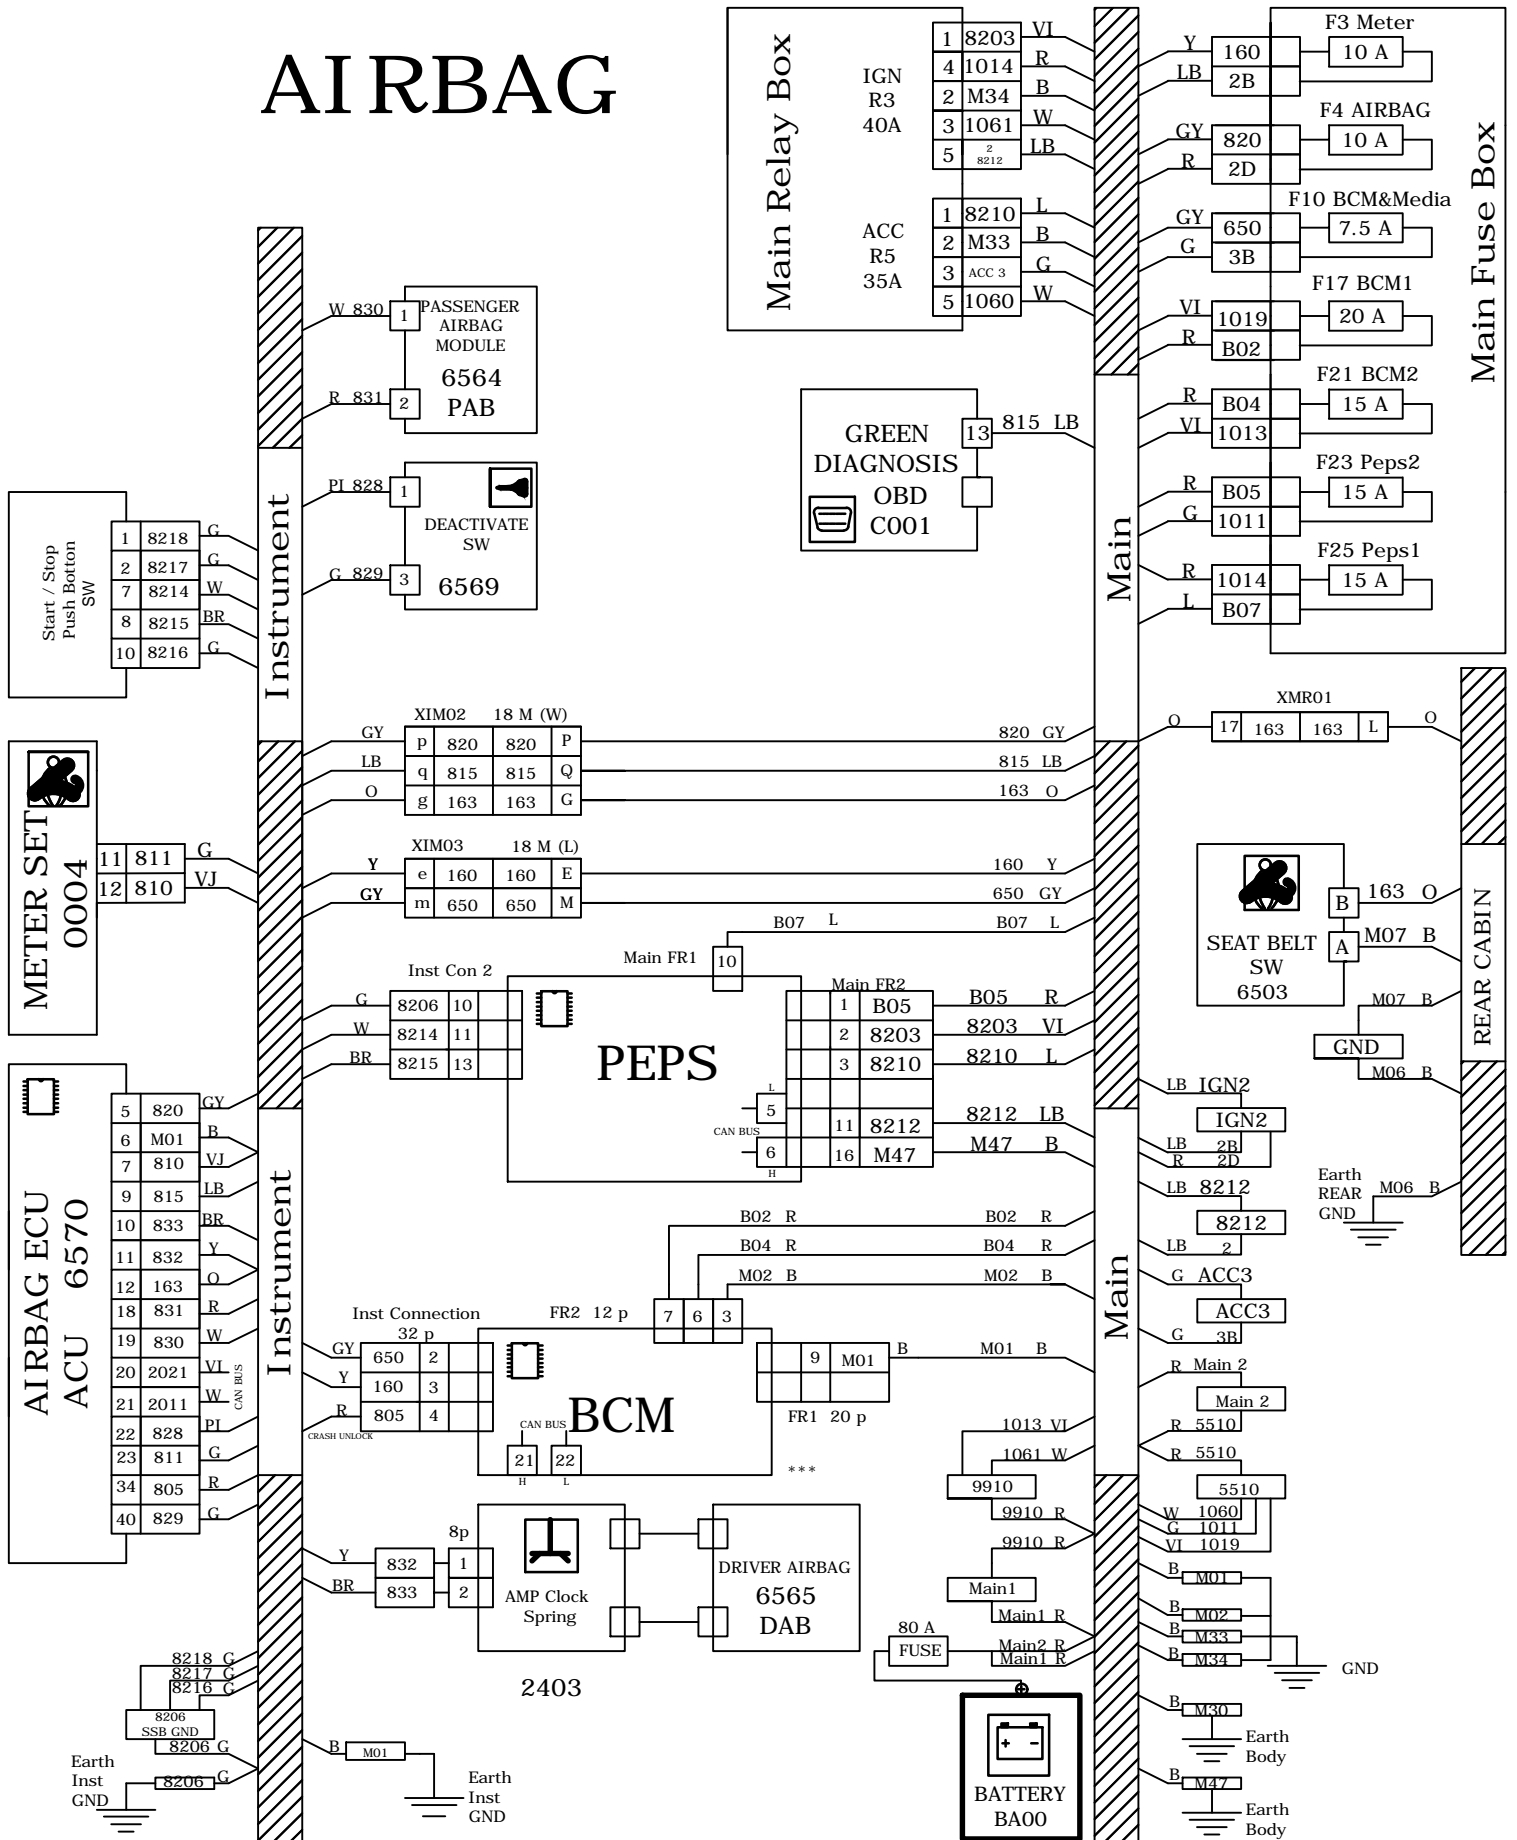 AIRBAG
Main Relay Box
IGN
R3
40A
1 8203 VI
4 1014 R
2 M34 B
3 1061 W
5 2 8212 LB
ACC
R5
35A
1 8210 L
2 M33 B
3 ACC 3 G
5 1060 W
Main Fuse Box
F3 Meter
Y 160 10 A
LB 2B
F4 AIRBAG
GY 820 10 A
R 2D
F10 BCM&Media
GY 650 7.5 A
G 3B
F17 BCM1
VI 1019 20 A
R B02
F21 BCM2
R B04 15 A
VI 1013
F23 Peps2
R B05 15 A
G 1011
F25 Peps1
R 1014 15 A
L B07
W 830 1
R 831 2
PASSENGER
AIRBAG
MODULE
6564
PAB
PI 828 1
G 829 3
DEACTIVATE
SW
6569
GREEN
DIAGNOSIS
OBD
C001
13 815 LB
Instrument
Main
Start / Stop
Push Botton
SW
1 8218 G
2 8217 G
7 8214 W
8 8215 BR
10 8216 G
XIM02 18 M (W)
GY p 820 820 P 820 GY
LB q 815 815 Q 815 LB
O g 163 163 G 163 O
XMR01
O 17 163 163 L O
METER SET
0004
11 811 G
12 810 VJ
XIM03 18 M (L)
Y e 160 160 E 160 Y
GY m 650 650 M 650 GY
B07 L B07 L
Main FR1 10
SEAT BELT
SW
6503
B 163 O
A M07 B
M07 B
GND
M06 B
REAR CABIN
Earth
REAR
GND
M06 B
Inst Con 2
G 8206 10
W 8214 11
BR 8215 13
PEPS
Main FR2
1 B05 B05 R
2 8203 8203 VI
3 8210 8210 L
11 8212 8212 LB
16 M47 M47 B
L
5
CAN BUS
6
H
AIRBAG ECU
ACU 6570
5 820 GY
6 M01 B
7 810 VJ
9 815 LB
10 833 BR
11 832 Y
12 163 O
18 831 R
19 830 W
20 2021 VI
21 2011 W
CAN BUS
22 828 PI
23 811 G
34 805 R
40 829 G
Instrument
Main
LB IGN2
IGN2
LB 2B
R 2D
LB 8212
8212
LB 2
G ACC3
ACC3
G 3B
R Main 2
Main 2
R 5510
R 5510
5510
W 1060
G 1011
VI 1019
B02 R B02 R
B04 R B04 R
M02 B M02 B
FR2 12 p
7 6 3
Inst Connection
32 p
GY 650 2
Y 160 3
R 805 4
CRASH UNLOCK
BCM
CAN BUS
21 22
H L
9 M01 B M01 B
FR1 20 p
***
1013 VI
1061 W
9910
9910 R
9910 R
Main1
Main1 R
Main2 R
Main1 R
80 A
FUSE
BATTERY
BA00
+ -
8p
Y 832 1
BR 833 2
AMP Clock
Spring
2403
DRIVER AIRBAG
6565
DAB
B M01
B M02
B M33
B M34
GND
B M30
Earth
Body
B M47
Earth
Body
8218 G
8217 G
8216 G
8206
SSB GND
8206 G
8206 G
Earth
Inst
GND
B M01
Earth
Inst
GND